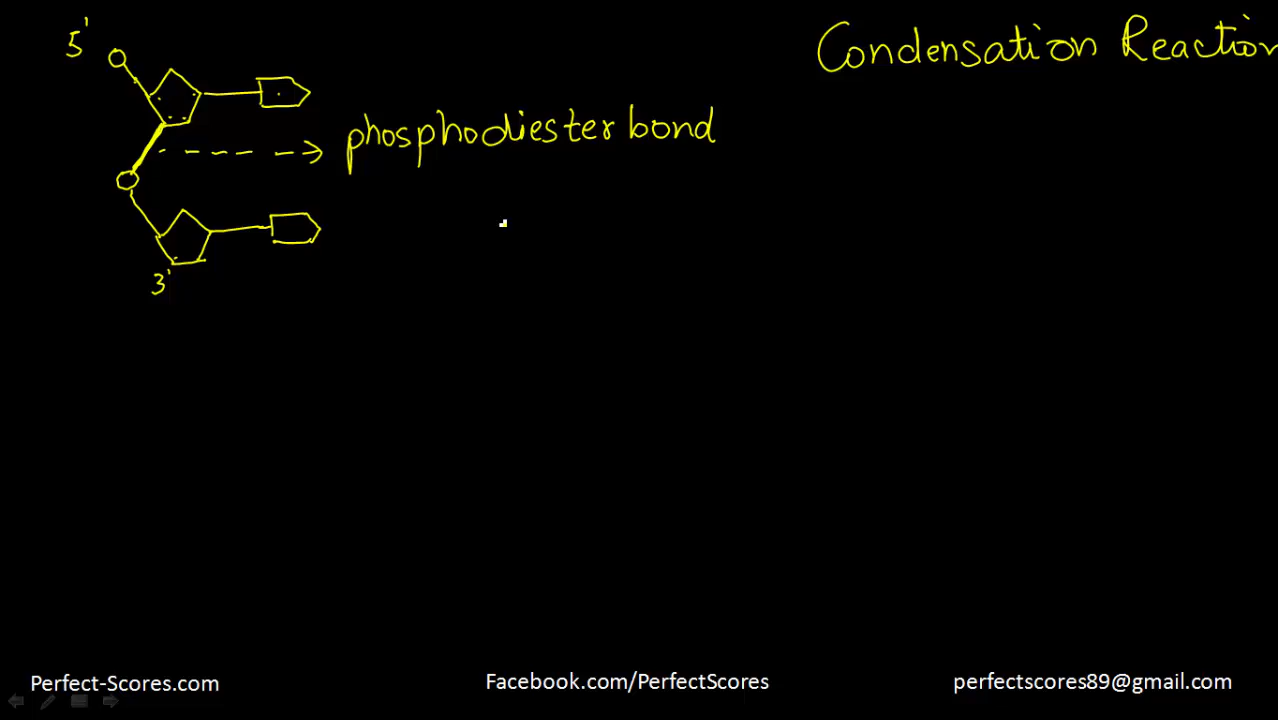 5'
Condensation Reaction
phosphodiester bond
3'
Perfect-Scores.com
Facebook.com/PerfectScores
perfectscores89@gmail.com